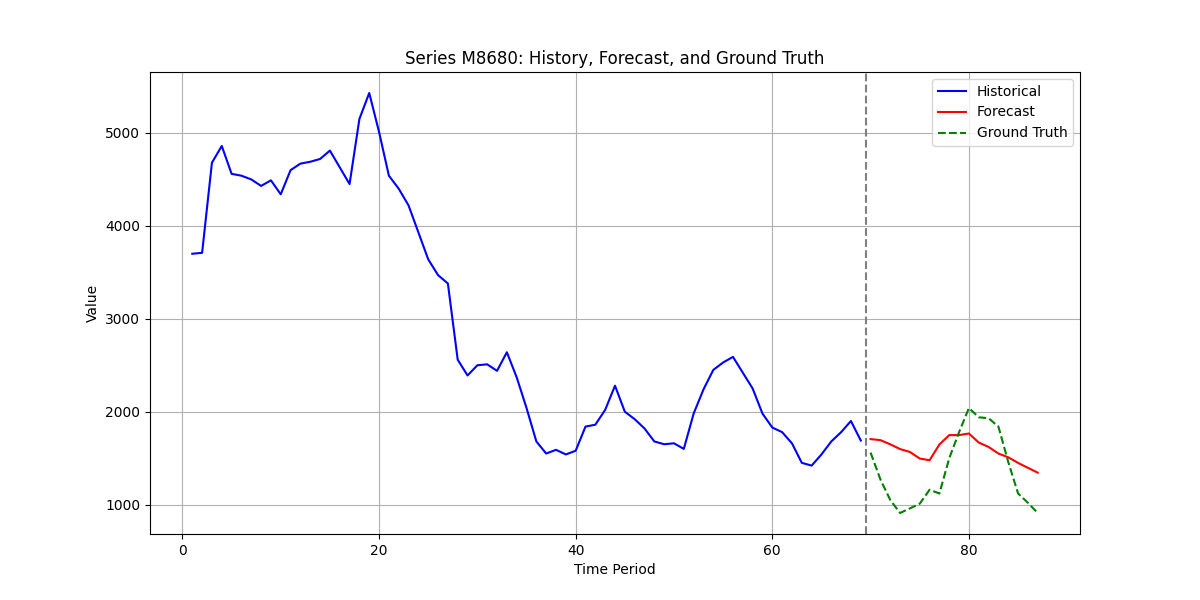 Series M8680: History, Forecast, and Ground Truth
Historical
Forecast
Ground Truth
Value
5000
4000
3000
2000
1000
0
20
40
60
80
Time Period